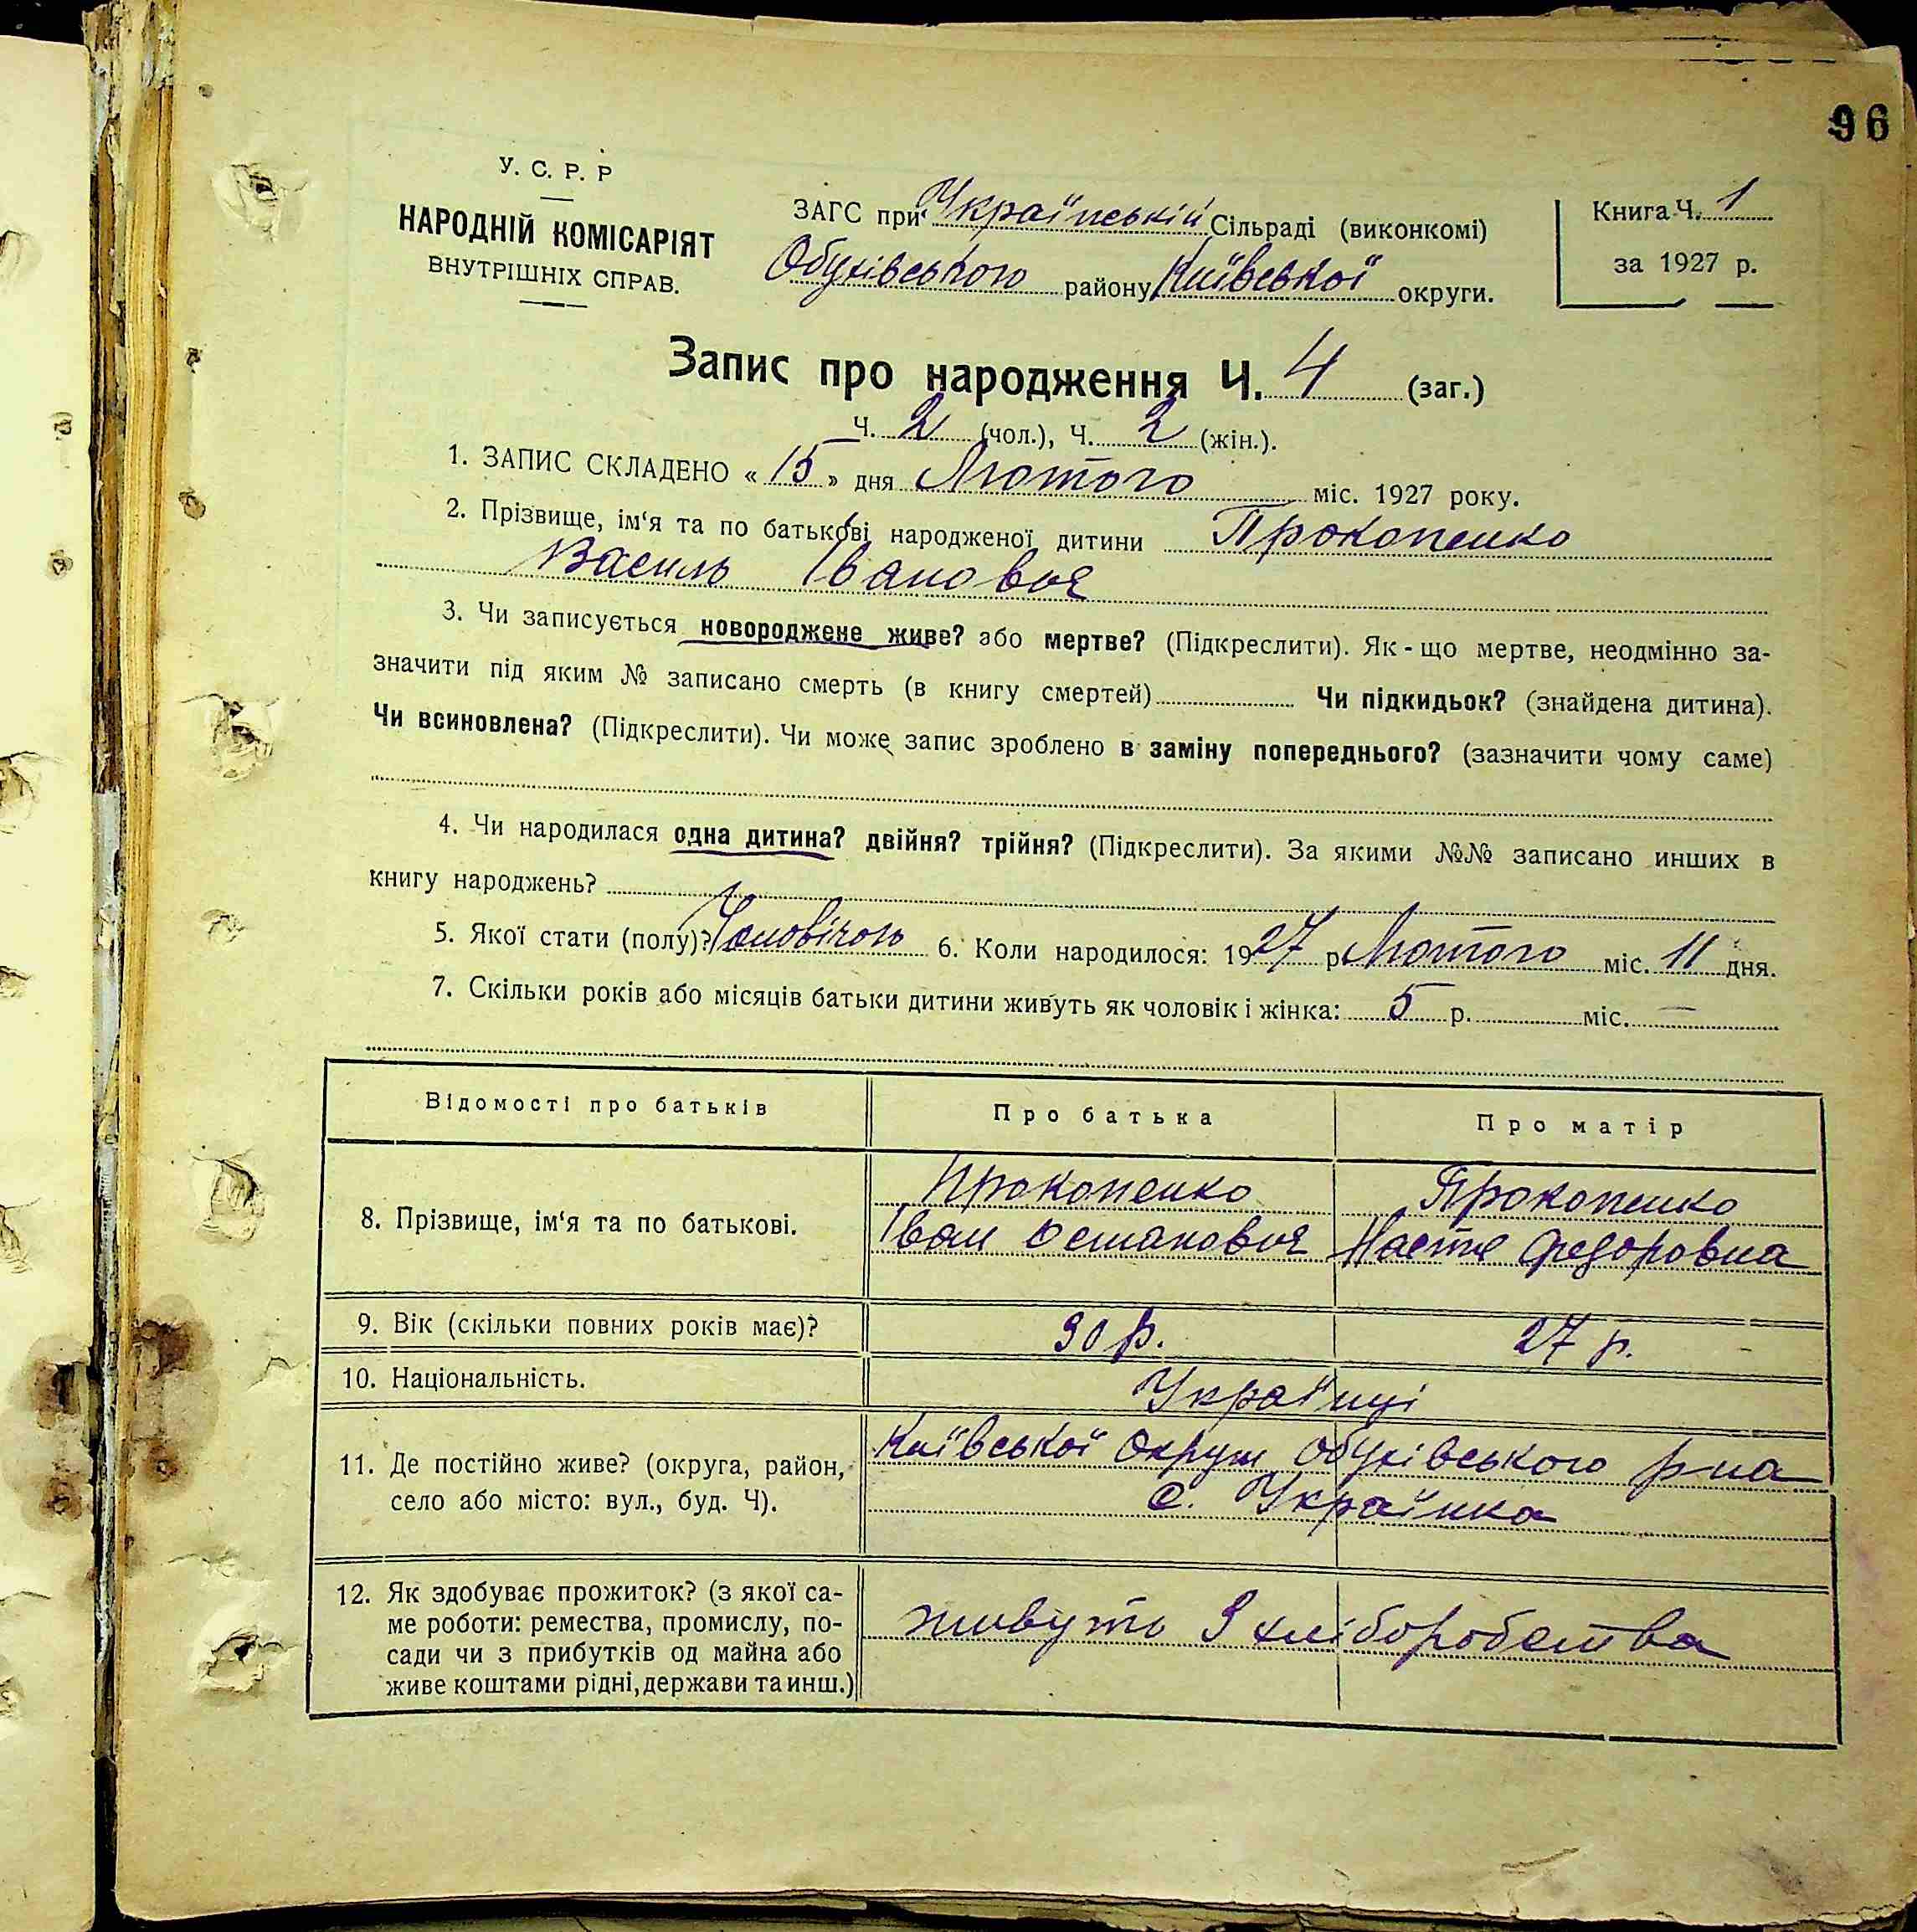 96
У. С. Р. Р
НАРОДНІЙ КОМІСАРІЯТ
ВНУТРІШНІХ СПРАВ.
ЗАГС при Українській Сільраді (виконкомі)
Обухівського району Київської округи.
Книга Ч. 1
за 1927 р.
Запис про народження Ч. 4 (заг.)
Ч. 2 (чол.), Ч. 2 (жін.).
1. ЗАПИС СКЛАДЕНО « 15 » дня Лютого міс. 1927 року.
2. Прізвище, ім‘я та по батькові народженої дитини Прокопенко
Василь Іванович
3. Чи записується новороджене живе? або мертве? (Підкреслити). Як-що мертве, неодмінно за-
значити під яким № записано смерть (в книгу смертей) Чи підкидьок? (знайдена дитина).
Чи всиновлена? (Підкреслити). Чи може запис зроблено в заміну попереднього? (зазначити чому саме)
4. Чи народилася одна дитина? двійня? трійня? (Підкреслити). За якими №№ записано инших в
книгу народжень?
5. Якої стати (полу)? Чоловічою 6. Коли народилося: 1927 р Лютого міс. 11 дня.
7. Скільки років або місяців батьки дитини живуть як чоловік і жінка: 5 р. міс. —
Відомості про батьків Про батька Про матір
8. Прізвище, ім‘я та по батькові.
Прокопенко Прокопенко
Іван Остапович Настя Федоровна
9. Вік (скільки повних років має)? 30 р. 27 р.
10. Національність. Українці
11. Де постійно живе? (округа, район,
село або місто: вул., буд. Ч).
Київської Округи Обухівського р на
с. Українка
12. Як здобуває прожиток? (з якої са-
ме роботи: ремества, промислу, по-
сади чи з прибутків од майна або
живе коштами рідні, держави та инш.)
живуть З хліборобства